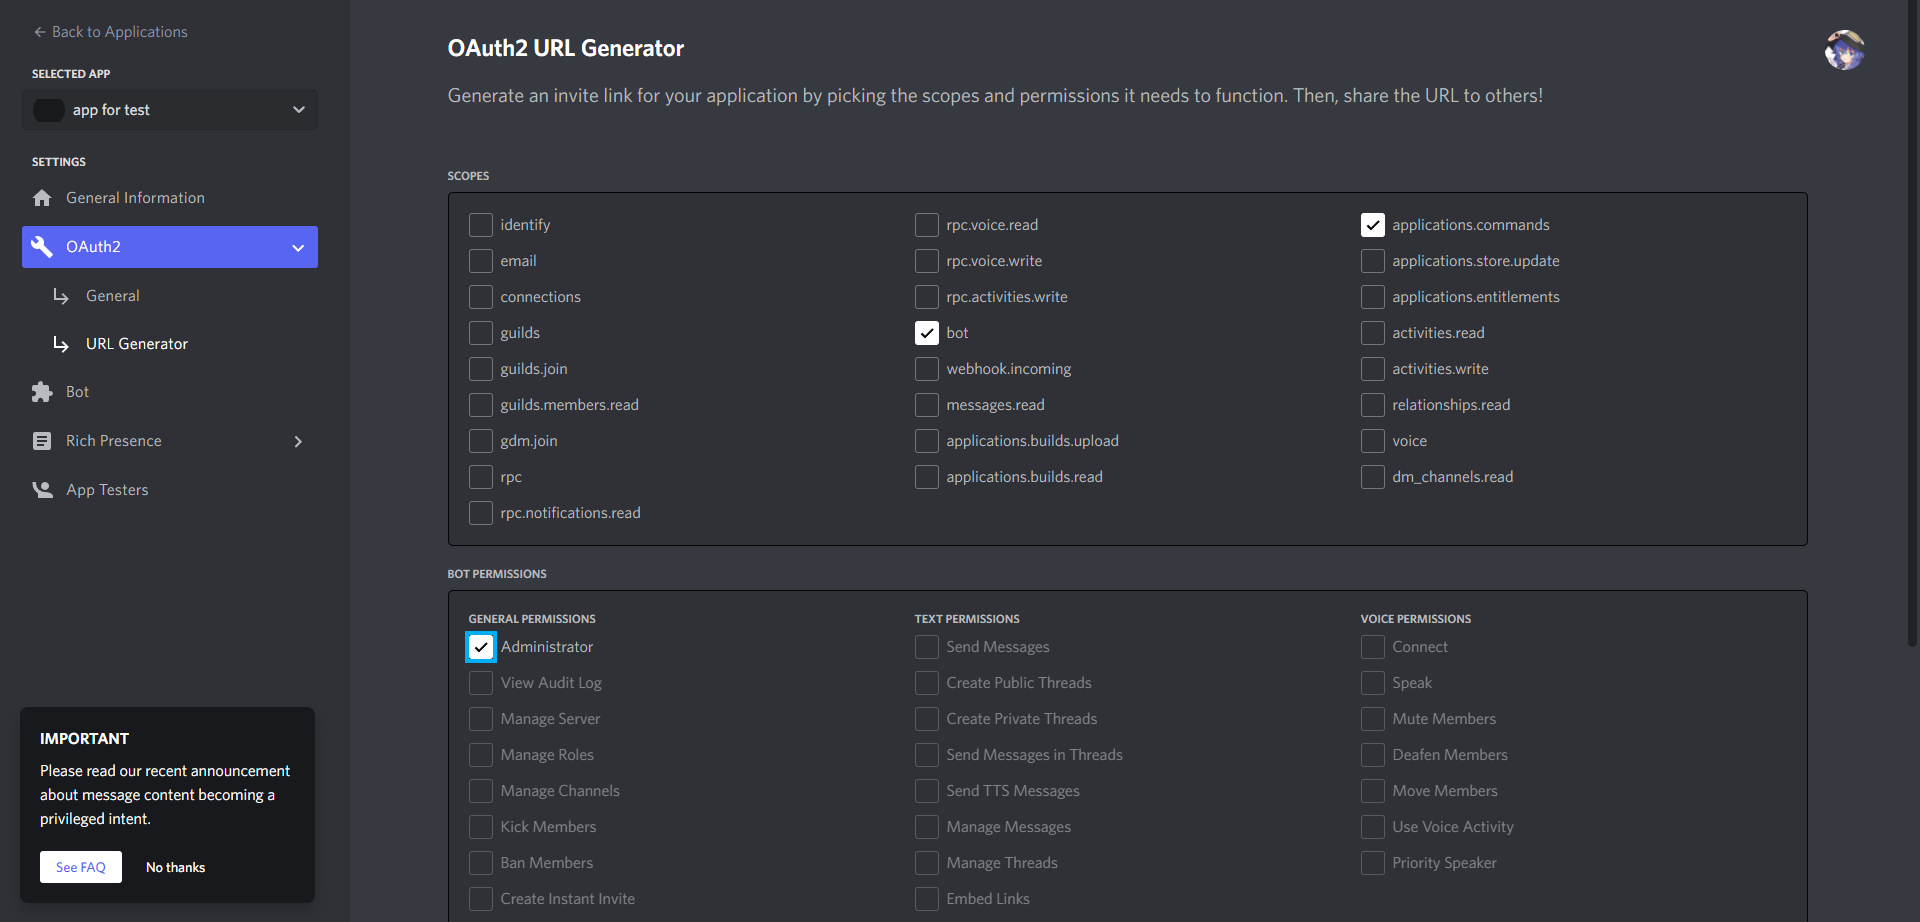 Back to Applications
SELECTED APP
app for test
SETTINGS
General Information
OAuth2
General
URL Generator
Bot
Rich Presence
App Testers
IMPORTANT
Please read our recent announcement
about message content becoming a
privileged intent.
See FAQ
No thanks
OAuth2 URL Generator
Generate an invite link for your application by picking the scopes and permissions it needs to function. Then, share the URL to others!
SCOPES
identify
email
connections
guilds
guilds.join
guilds.members.read
gdm.join
rpc
rpc.notifications.read
rpc.voice.read
rpc.voice.write
rpc.activities.write
bot
webhook.incoming
messages.read
applications.builds.upload
applications.builds.read
applications.commands
applications.store.update
applications.entitlements
activities.read
activities.write
relationships.read
voice
dm_channels.read
BOT PERMISSIONS
GENERAL PERMISSIONS
Administrator
View Audit Log
Manage Server
Manage Roles
Manage Channels
Kick Members
Ban Members
Create Instant Invite
TEXT PERMISSIONS
Send Messages
Create Public Threads
Create Private Threads
Send Messages in Threads
Send TTS Messages
Manage Messages
Manage Threads
Embed Links
VOICE PERMISSIONS
Connect
Speak
Mute Members
Deafen Members
Move Members
Use Voice Activity
Priority Speaker